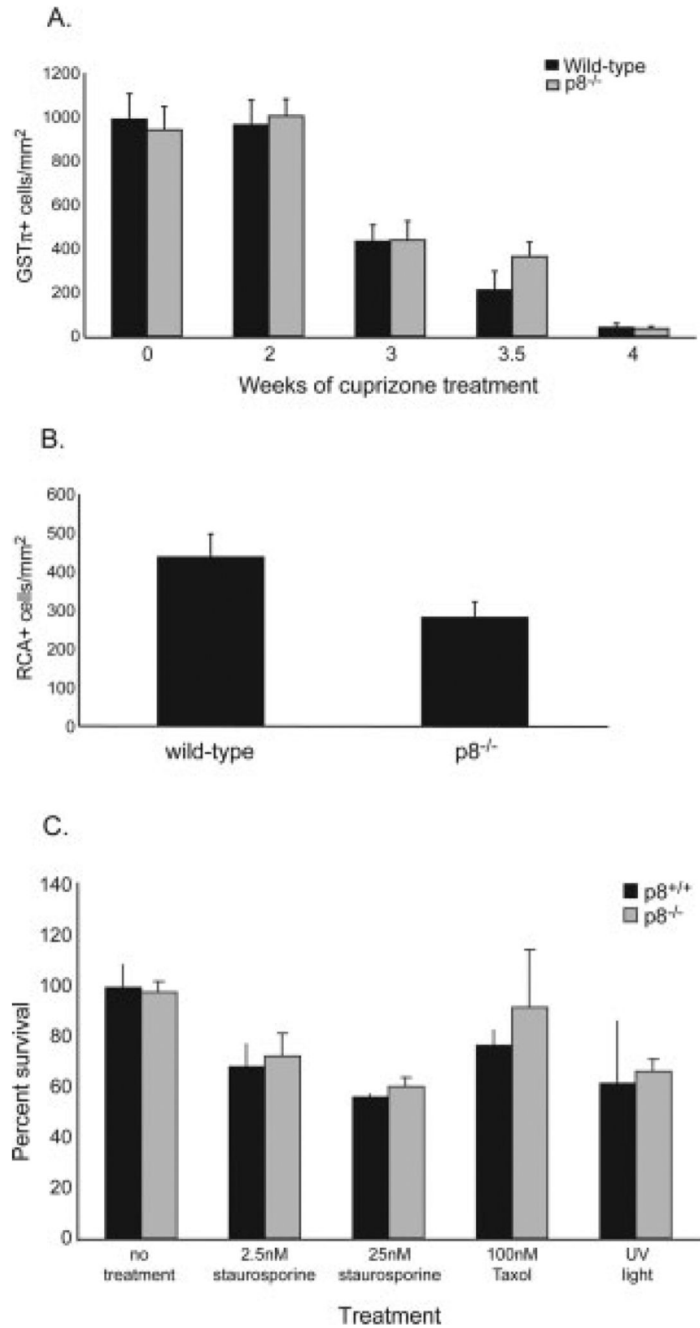 A.
Wild-type
p8-/-
1200
1000
800
600
400
200
0
GSTπ+ cells/mm2
0 2 3 3.5 4
Weeks of cuprizone treatment
B.
600
500
400
300
200
100
0
RCA+ cells/mm2
wild-type p8-/-
C.
p8+/+
p8-/-
140
120
100
80
60
40
20
0
Percent survival
no 2.5nM 25nM 100nM UV
treatment staurosporine staurosporine Taxol light
Treatment